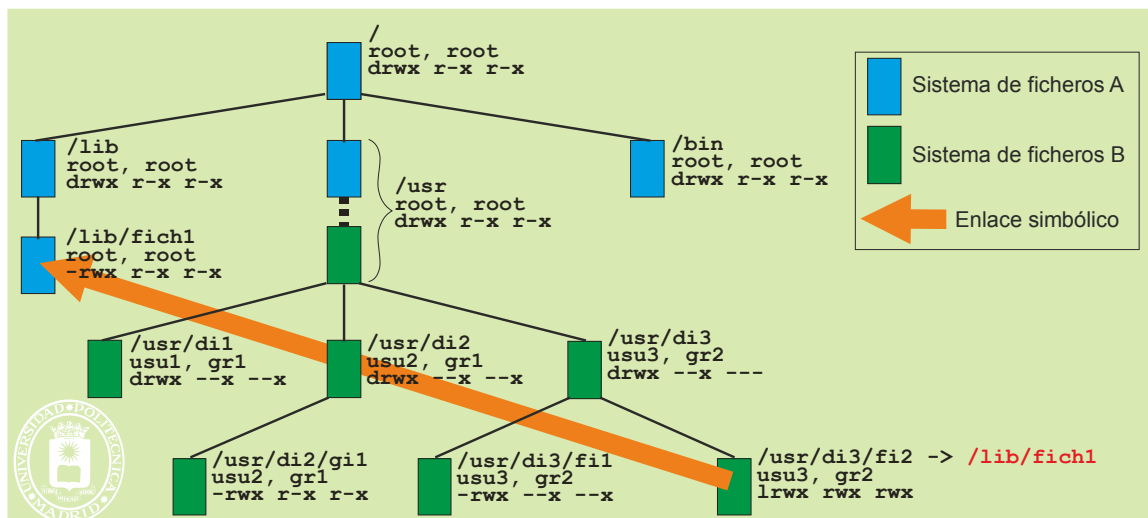 /
root, root
drwx r-x r-x
Sistema de ficheros A
Sistema de ficheros B
Enlace simbólico
/lib
root, root
drwx r-x r-x
/usr
root, root
drwx r-x r-x
/bin
root, root
drwx r-x r-x
/lib/fich1
root, root
-rwx r-x r-x
/usr/di1
usu1, gr1
drwx --x --x
/usr/di2
usu2, gr1
drwx --x --x
/usr/di3
usu3, gr2
drwx --x ---
/usr/di2/gi1
usu2, gr1
-rwx r-x r-x
/usr/di3/fi1
usu3, gr2
-rwx --x --x
/usr/di3/fi2 -> /lib/fich1
usu3, gr2
lrwx rwx rwx
UNIVERSIDAD POLITECNICA MADRID